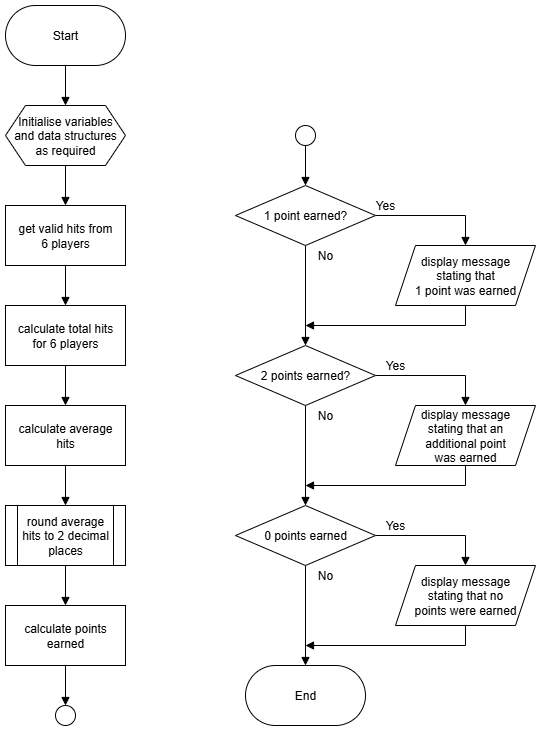 Start
Initialise variables
and data structures
as required
get valid hits from
6 players
calculate total hits
for 6 players
calculate average
hits
round average
hits to 2 decimal
places
calculate points
earned
1 point earned?
Yes
No
display message
stating that
1 point was earned
2 points earned?
Yes
No
display message
stating that an
additional point
was earned
0 points earned
Yes
No
display message
stating that no
points were earned
End